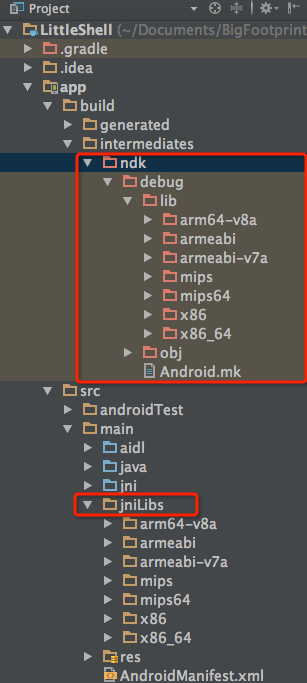 Project
LittleShell (~/Documents/BigFootprint
.gradle
.idea
app
build
generated
intermediates
ndk
debug
lib
arm64-v8a
armeabi
armeabi-v7a
mips
mips64
x86
x86_64
obj
Android.mk
src
androidTest
main
aidl
java
jni
jniLibs
arm64-v8a
armeabi
armeabi-v7a
mips
mips64
x86
x86_64
res
AndroidManifest.xml